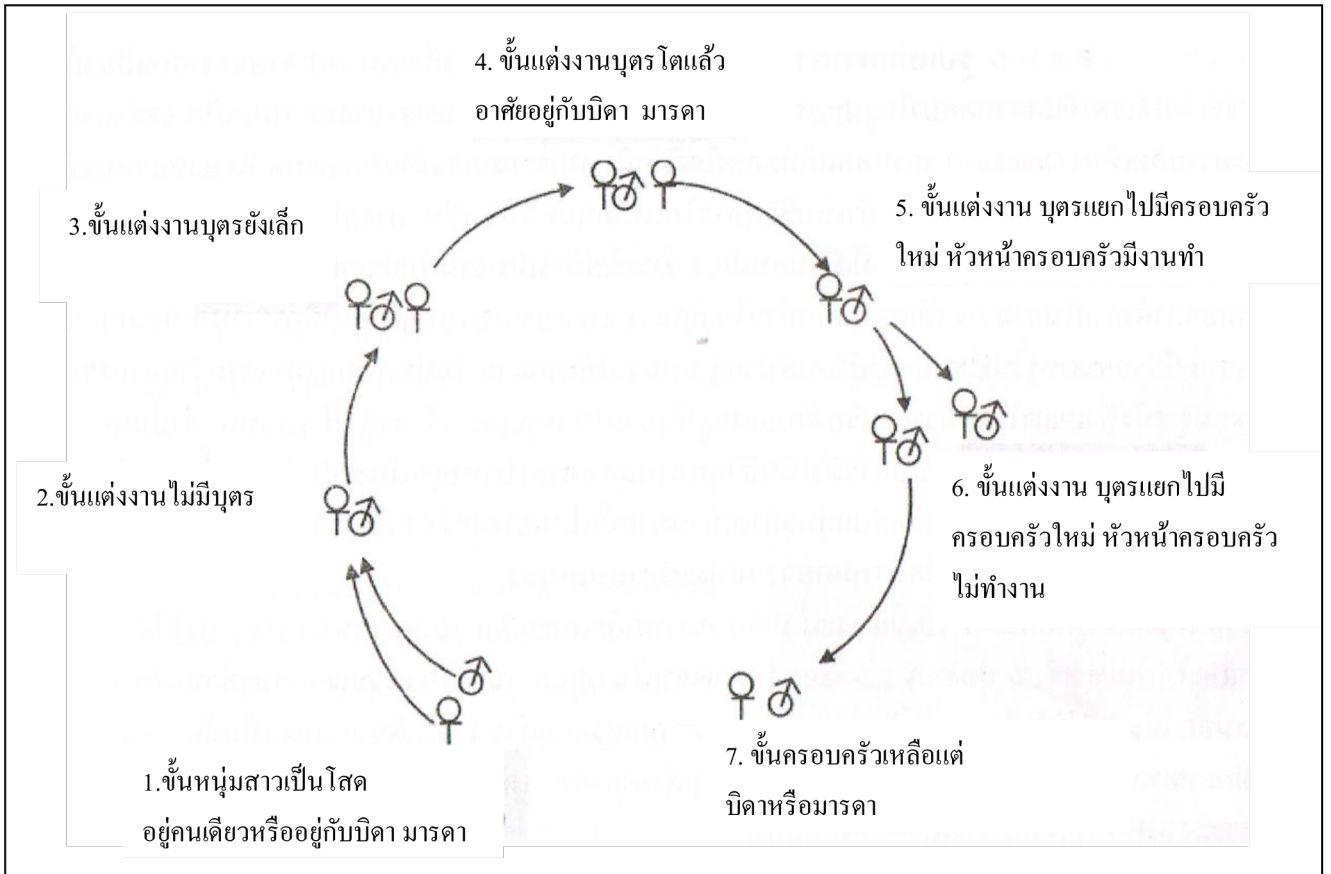 4. ขั้นแต่งงานบุตรโตแล้ว
อาศัยอยู่กับบิดา มารดา
3.ขั้นแต่งงานบุตรยังเล็ก
5. ขั้นแต่งงาน บุตรแยกไปมีครอบครัว
ใหม่ หัวหน้าครอบครัวมีงานทำ
2.ขั้นแต่งงานไม่มีบุตร
6. ขั้นแต่งงาน บุตรแยกไปมี
ครอบครัวใหม่ หัวหน้าครอบครัว
ไม่ทำงาน
7. ขั้นครอบครัวเหลือแต่
บิดาหรือมารดา
1.ขั้นหนุ่มสาวเป็นโสด
อยู่คนเดียวหรืออยู่กับบิดา มารดา